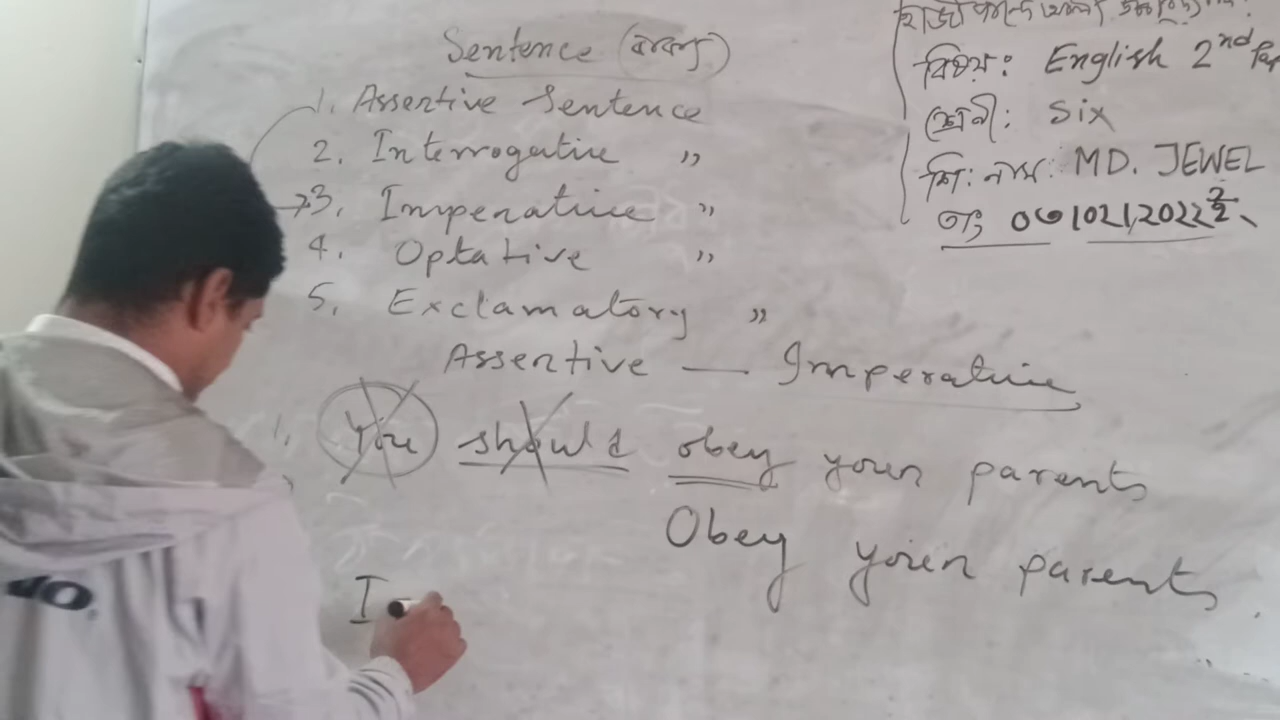 Sentence (বাক্য)
1. Assertive Sentence
2. Interrogative "
3. Imperative "
4. Optative "
5. Exclamatory "
Assertive — Imperative
1. You should obey your parents
Obey your parents.
I
বিষয়: English 2nd
শ্রেনী: Six
শি: নাম: MD. JEWEL